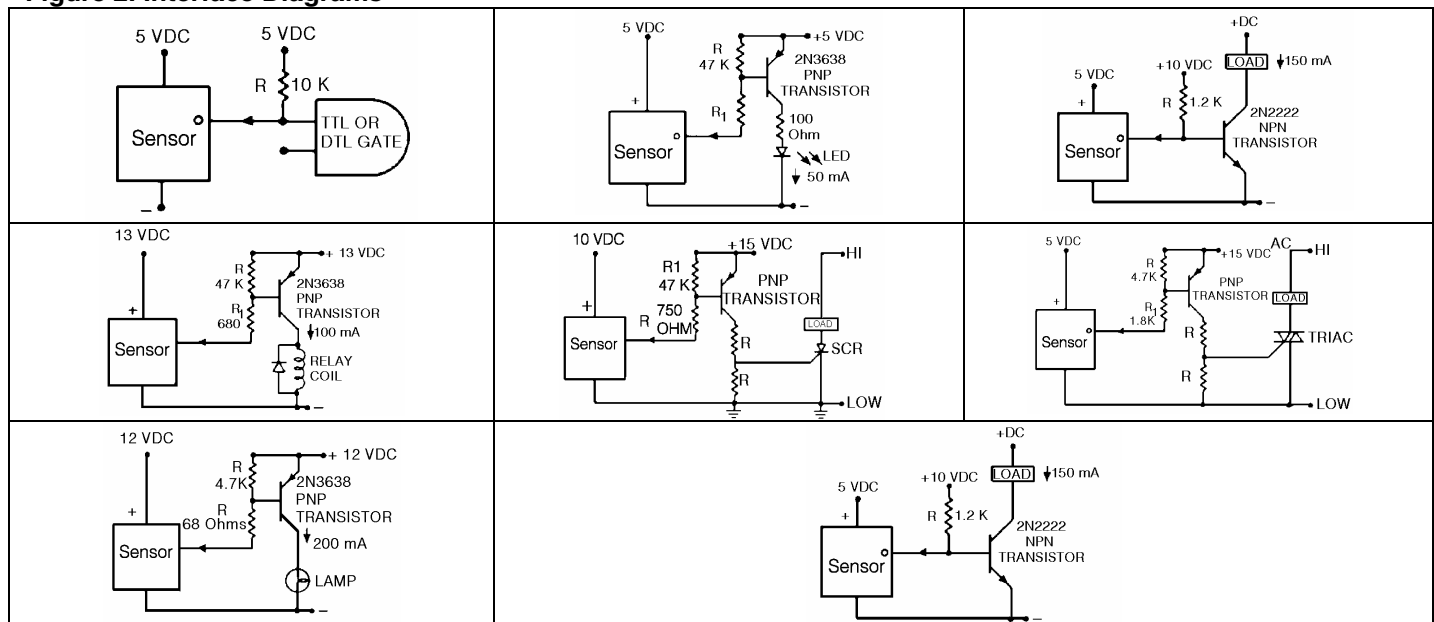 Figure 2. Interface Diagrams
5 VDC
5 VDC
R
10 K
Sensor
TTL OR
DTL GATE
–
5 VDC
+5 VDC
R
47 K
2N3638
PNP
TRANSISTOR
+
R1
100
Ohm
Sensor
LED
50 mA
–
+DC
LOAD
150 mA
+10 VDC
5 VDC
+
R
1.2 K
2N2222
NPN
TRANSISTOR
Sensor
–
13 VDC
+ 13 VDC
R
47 K
2N3638
PNP
TRANSISTOR
+
R1
680
100 mA
Sensor
RELAY
COIL
–
10 VDC
+15 VDC
HI
R1
47 K
PNP
TRANSISTOR
+
R
750
OHM
LOAD
Sensor
R
SCR
R
LOW
5 VDC
+15 VDC
AC
HI
R
4.7K
PNP
TRANSISTOR
LOAD
+
R1
1.8K
R
Sensor
TRIAC
R
LOW
12 VDC
+ 12 VDC
R
4.7K
2N3638
PNP
TRANSISTOR
+
R
68 Ohms
200 mA
Sensor
LAMP
–
+DC
LOAD
150 mA
+10 VDC
5 VDC
+
R
1.2 K
2N2222
NPN
TRANSISTOR
Sensor
–